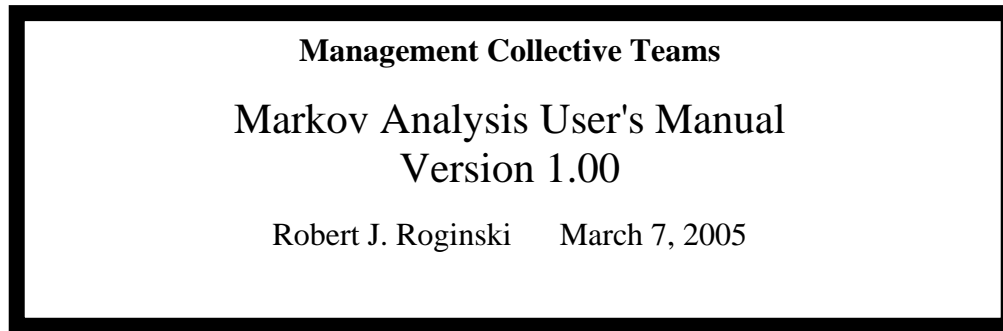 Management Collective Teams
Markov Analysis User's Manual
Version 1.00
Robert J. Roginski March 7, 2005